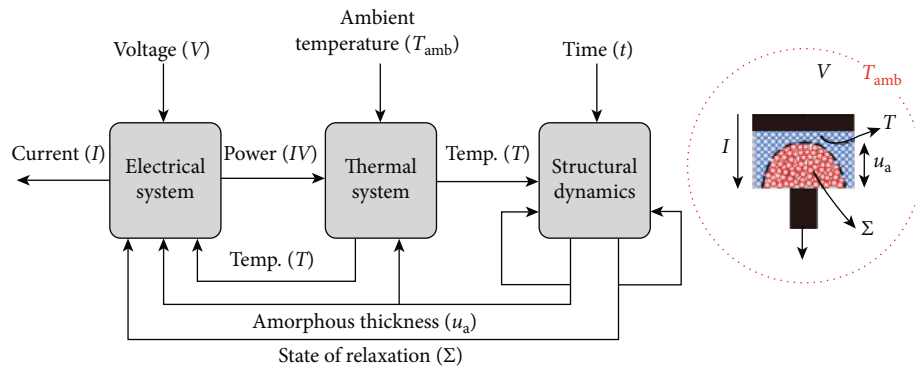 Voltage (V)
Ambient
temperature (Tamb)
Time (t)
Current (I)
Electrical
system
Power (IV)
Thermal
system
Temp. (T)
Structural
dynamics
Temp. (T)
Amorphous thickness (ua)
State of relaxation (Σ)
V
Tamb
I
T
ua
Σ